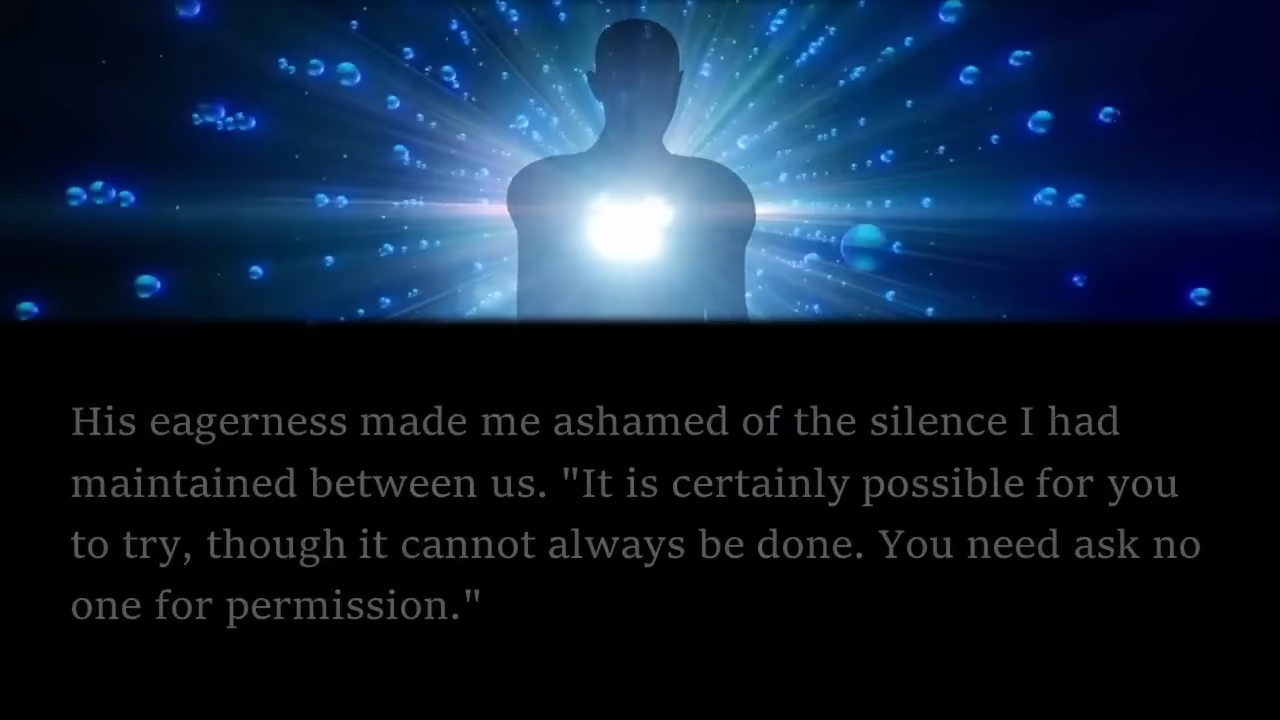 His eagerness made me ashamed of the silence I had
maintained between us. "It is certainly possible for you
to try, though it cannot always be done. You need ask no
one for permission."